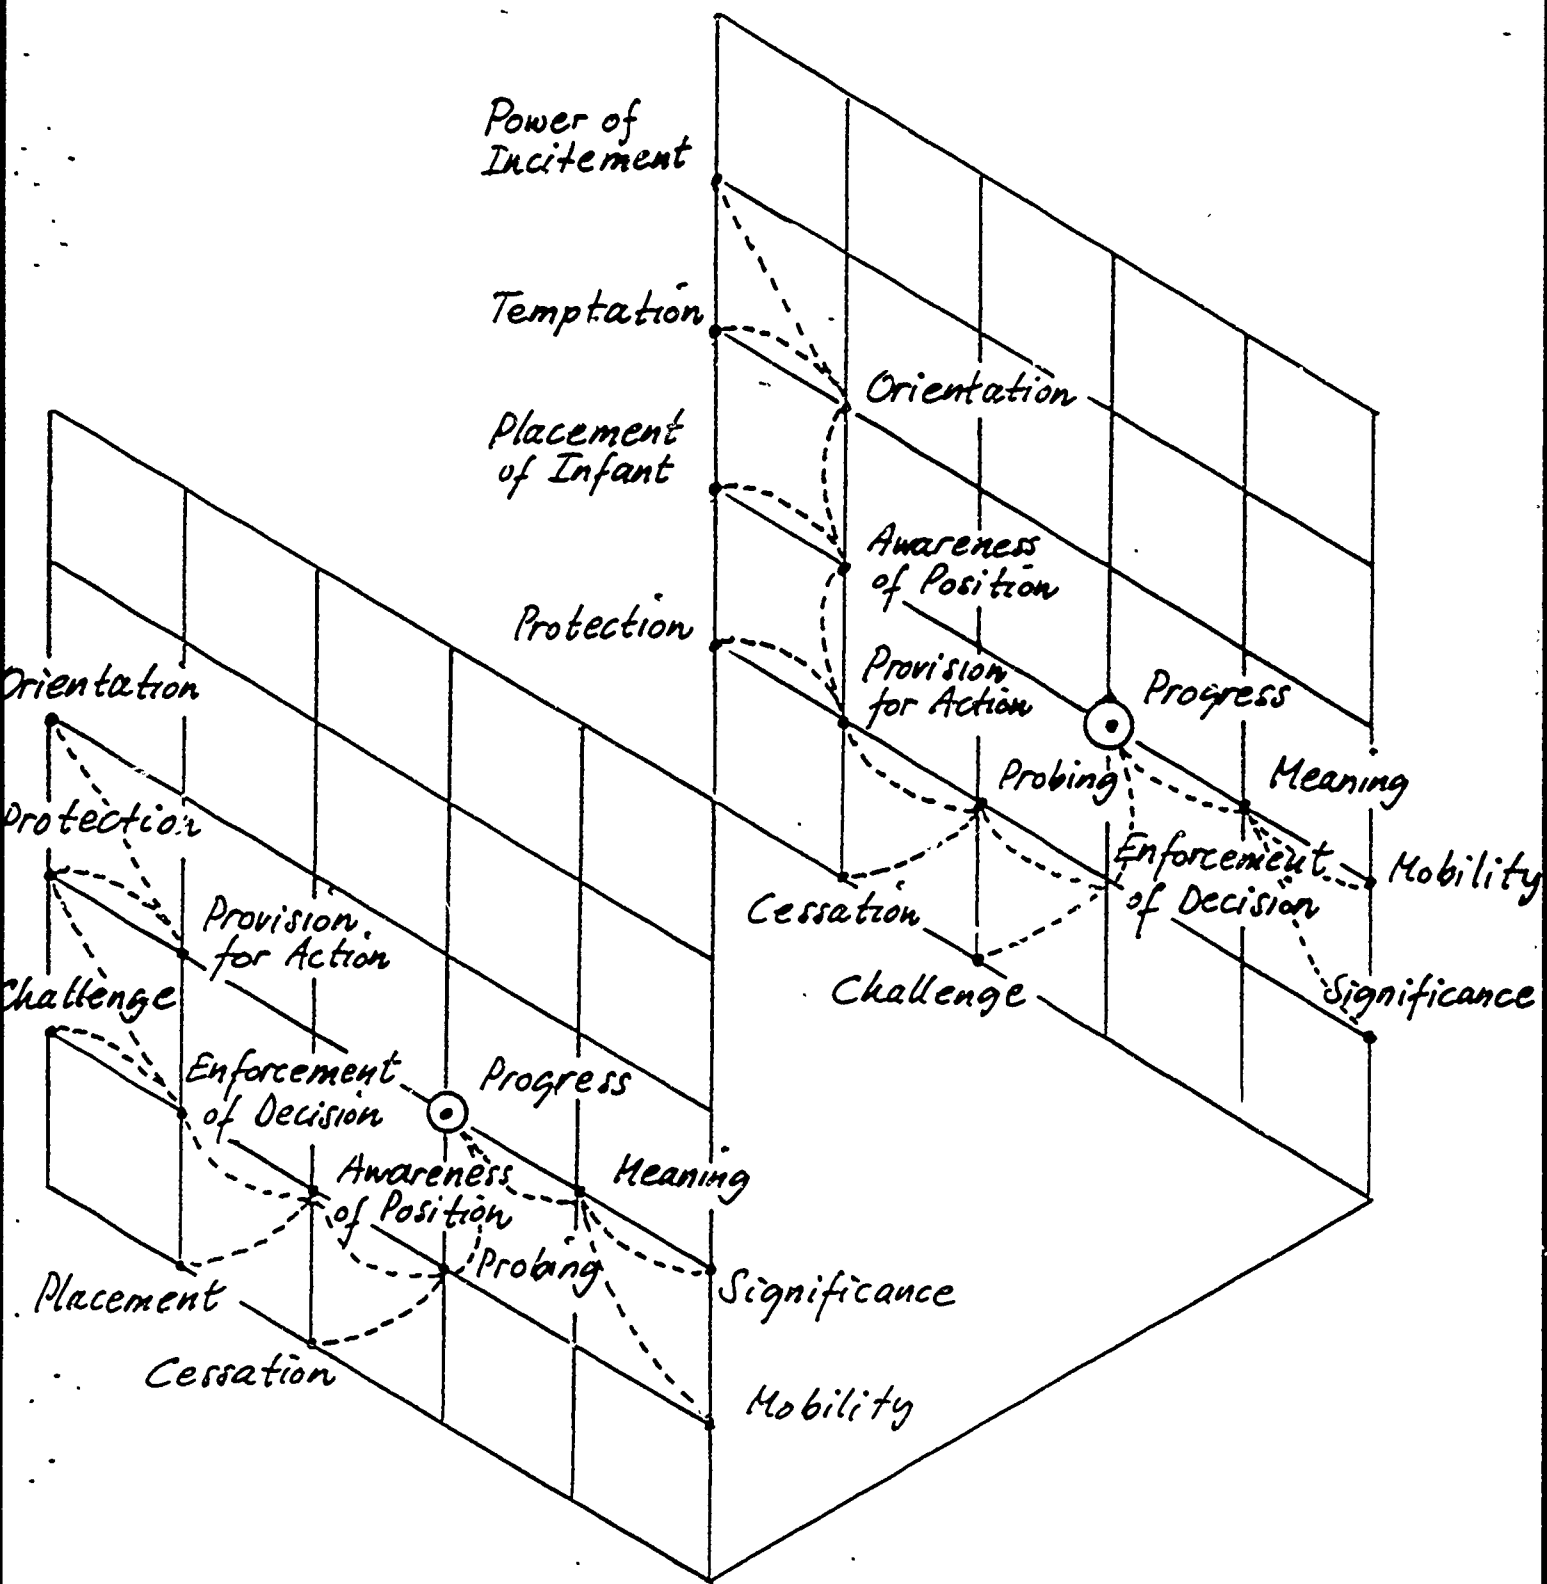 Power of
Incitement
Temptation
Orientation
Placement
of Infant
Awareness
of Position
Protection
Provision
for Action
Progress
Probing
Meaning
Enforcement
of Decision
Mobility
Cessation
Challenge
Significance
Orientation
Protection
Provision
for Action
Challenge
Enforcement
of Decision
Progress
Awareness
of Position
Meaning
Probing
Placement
Significance
Cessation
Mobility